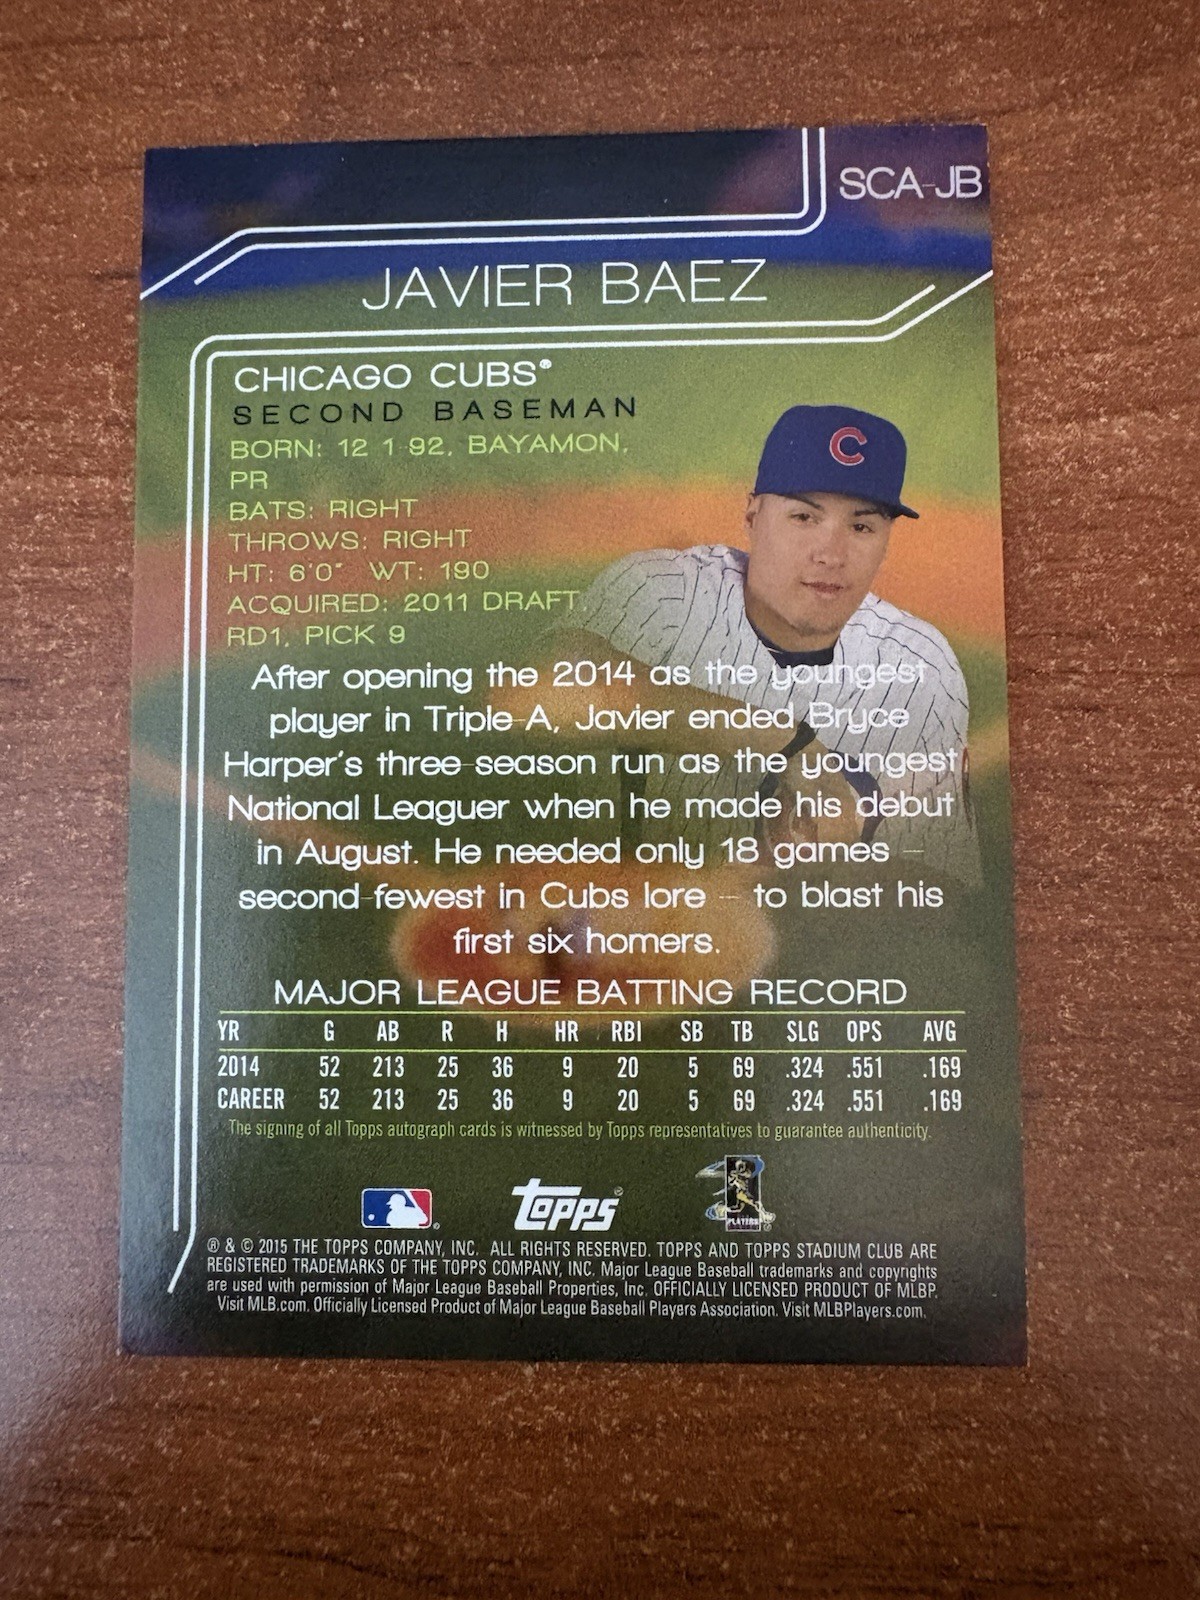 SCA-JB
JAVIER BAEZ
CHICAGO CUBS®
SECOND BASEMAN
BORN: 12-1-92, BAYAMON,
PR
BATS: RIGHT
THROWS: RIGHT
HT: 6'0" WT: 190
ACQUIRED: 2011 DRAFT,
RD1, PICK 9
C
After opening the 2014 as the youngest
player in Triple-A, Javier ended Bryce
Harper's three-season run as the youngest
National Leaguer when he made his debut
in August. He needed only 18 games –
second-fewest in Cubs lore – to blast his
first six homers.
MAJOR LEAGUE BATTING RECORD
YR G AB R H HR RBI SB TB SLG OPS AVG
2014 52 213 25 36 9 20 5 69 .324 .551 .169
CAREER 52 213 25 36 9 20 5 69 .324 .551 .169
The signing of all Topps autograph cards is witnessed by Topps representatives to guarantee authenticity.
topps®
PLAYERS
® & © 2015 THE TOPPS COMPANY, INC. ALL RIGHTS RESERVED. TOPPS AND TOPPS STADIUM CLUB ARE
REGISTERED TRADEMARKS OF THE TOPPS COMPANY, INC. Major League Baseball trademarks and copyrights
are used with permission of Major League Baseball Properties, Inc. OFFICIALLY LICENSED PRODUCT OF MLBP.
Visit MLB.com. Officially Licensed Product of Major League Baseball Players Association. Visit MLBPlayers.com.